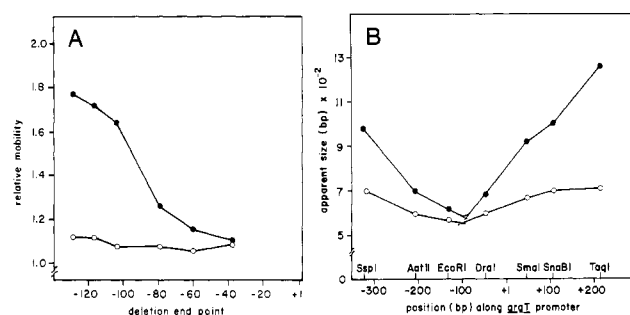 A
2.0
1.8
1.6
1.4
1.2
1.0
relative mobility
-120 -100 -80 -60 -40 -20 +1
deletion end point
B
13
11
9
7
5
0
apparent size (bp) x 10-2
SspI AatII EcoRI DraI SmaI SnaBI TaqI
-300 -200 -100 +1 +100 +200
position (bp) along argT promoter